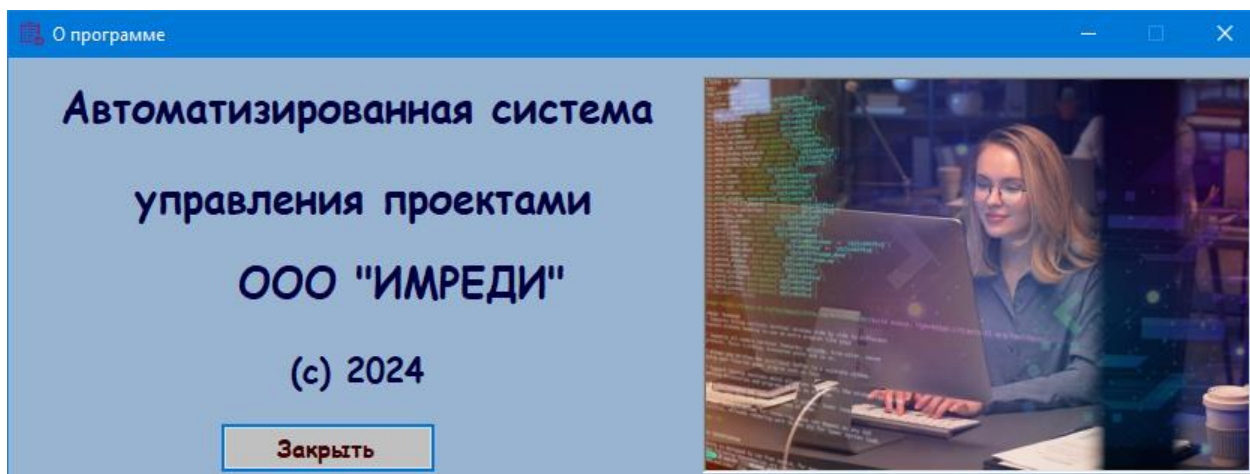 О программе
Автоматизированная система
управления проектами
ООО "ИМРЕДИ"
(с) 2024
Закрыть